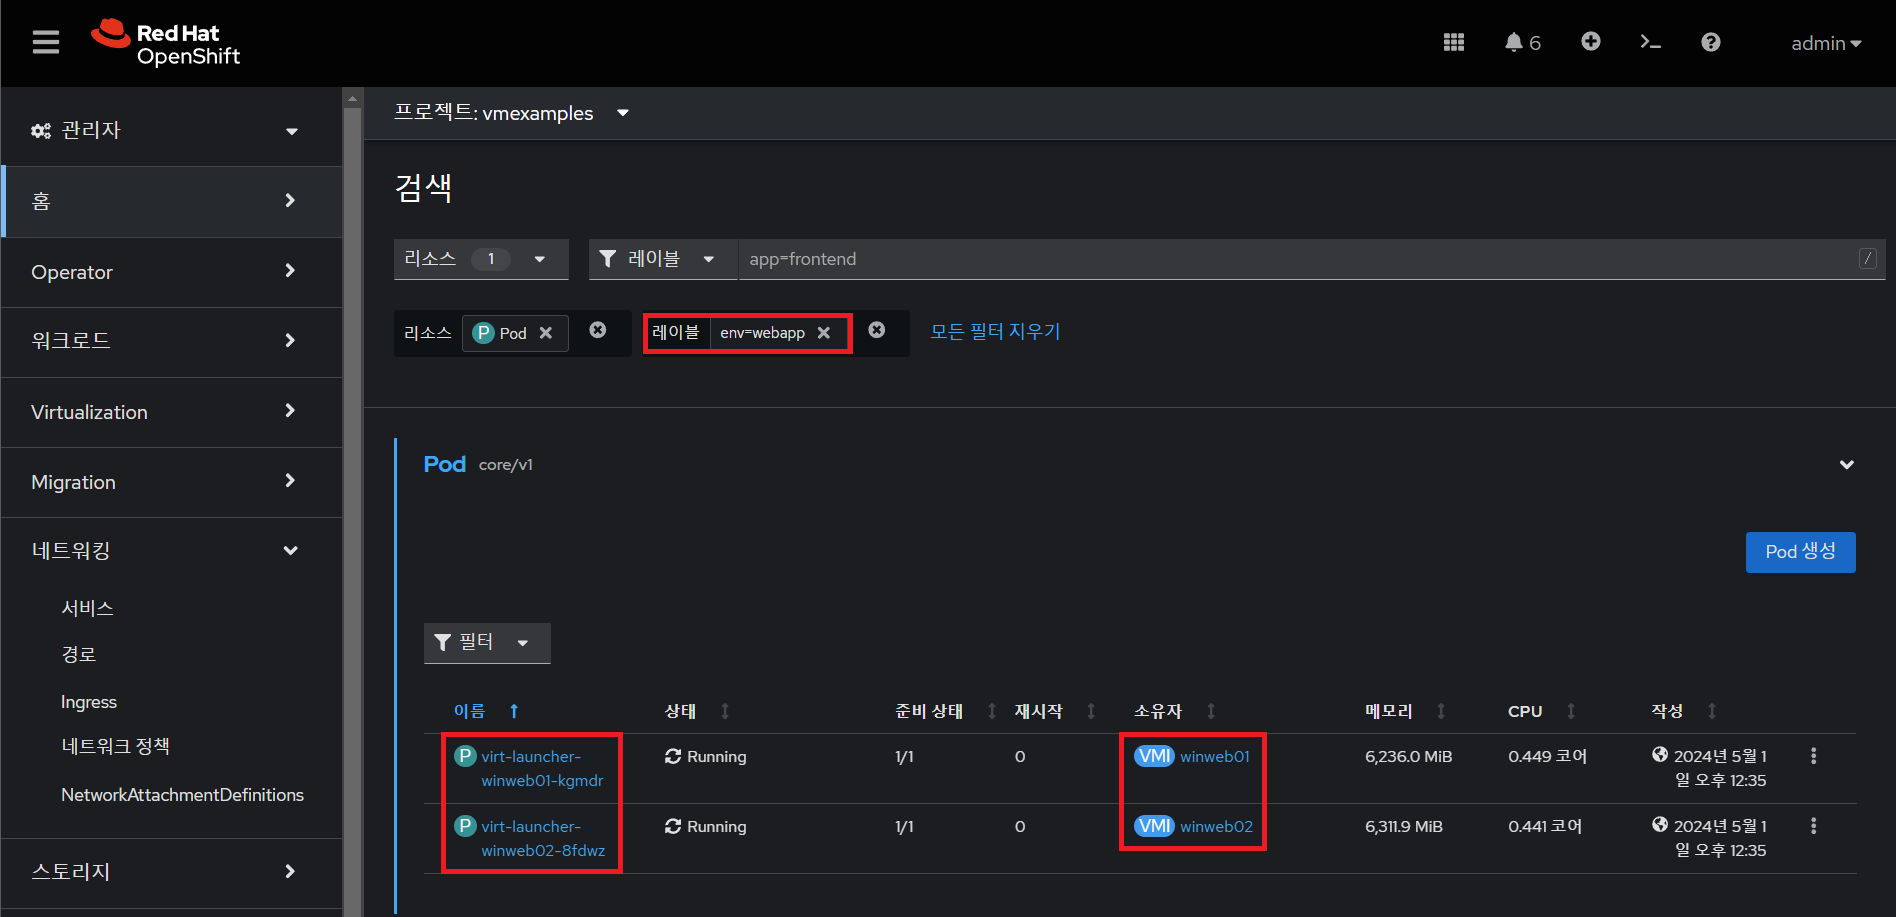 Red Hat
OpenShift
6
admin
관리자
홈
Operator
워크로드
Virtualization
Migration
네트워킹
서비스
경로
Ingress
네트워크 정책
NetworkAttachmentDefinitions
스토리지
프로젝트: vmexamples
검색
리소스 1
레이블
app=frontend
/
리소스 P Pod
레이블 env=webapp
모든 필터 지우기
Pod core/v1
Pod 생성
필터
이름 상태 준비 상태 재시작 소유자 메모리 CPU 작성
P virt-launcher- Running 1/1 0 VMI winweb01 6,236.0 MiB 0.449 코어 2024년 5월 1
winweb01-kgmdr 일 오후 12:35
P virt-launcher- Running 1/1 0 VMI winweb02 6,311.9 MiB 0.441 코어 2024년 5월 1
winweb02-8fdwz 일 오후 12:35